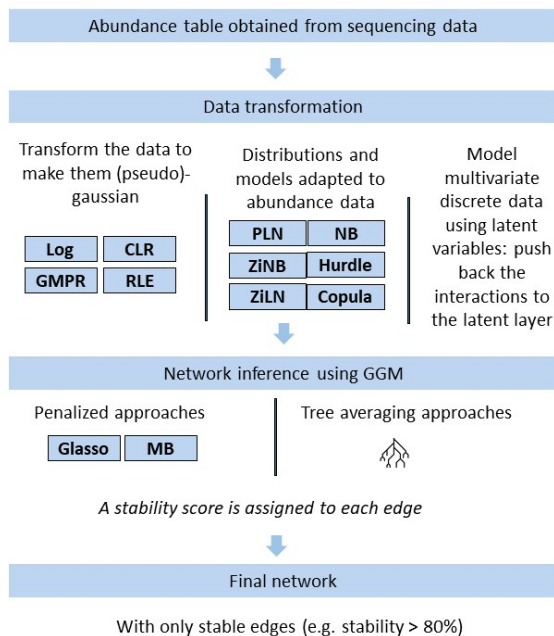 Abundance table obtained from sequencing data
Data transformation
Transform the data to
make them (pseudo)-
gaussian
Log
CLR
GMPR
RLE
Distributions and
models adapted to
abundance data
PLN
NB
ZiNB
Hurdle
ZiLN
Copula
Model
multivariate
discrete data
using latent
variables: push
back the
interactions to
the latent layer
Network inference using GGM
Penalized approaches
Glasso
MB
Tree averaging approaches
A stability score is assigned to each edge
Final network
With only stable edges (e.g. stability > 80%)